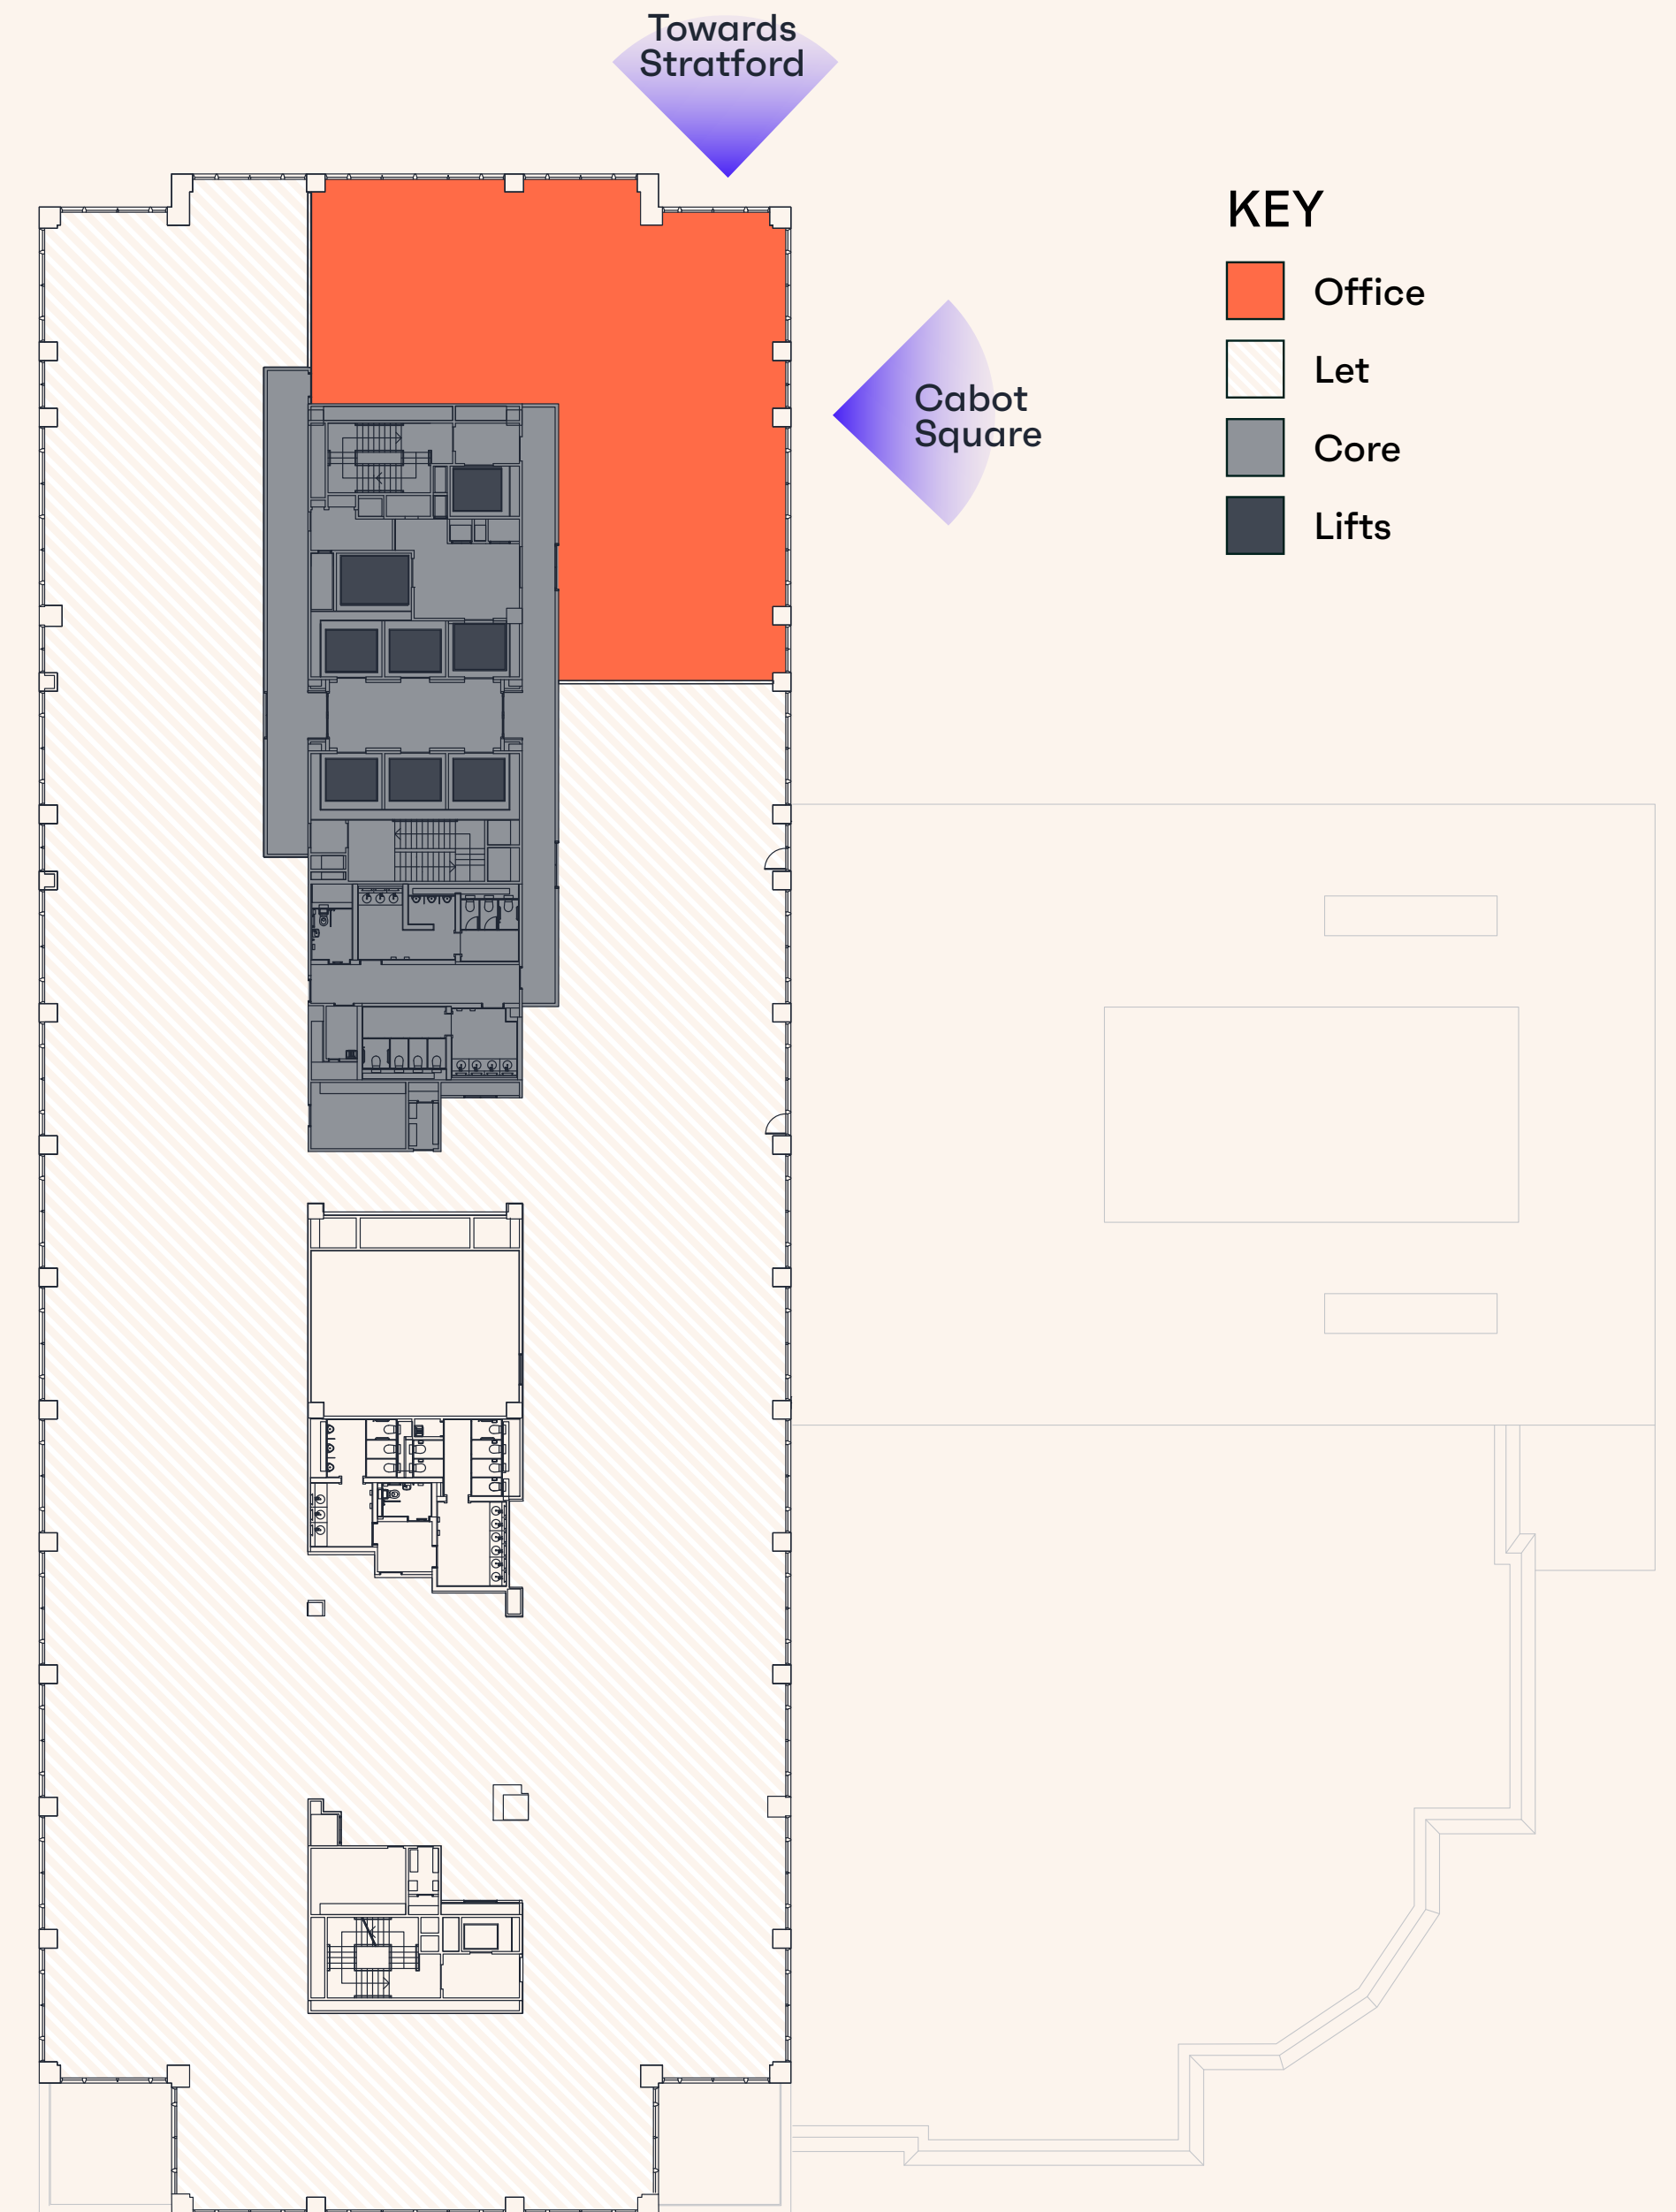 Towards
Stratford
KEY
Office
Let
Core
Lifts
Cabot
Square